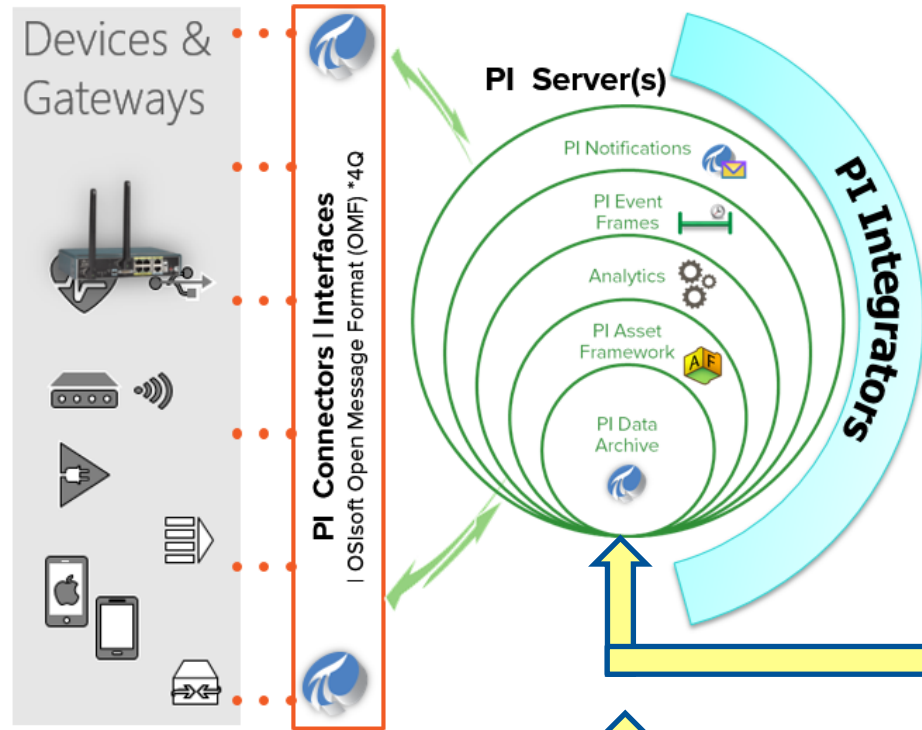 Devices &
Gateways
PI Connectors | Interfaces
| OSIsoft Open Message Format (OMF) *4Q
PI Server(s)
PI Notifications
PI Event
Frames
Analytics
PI Asset
Framework
A F
PI Data
Archive
PI Integrators